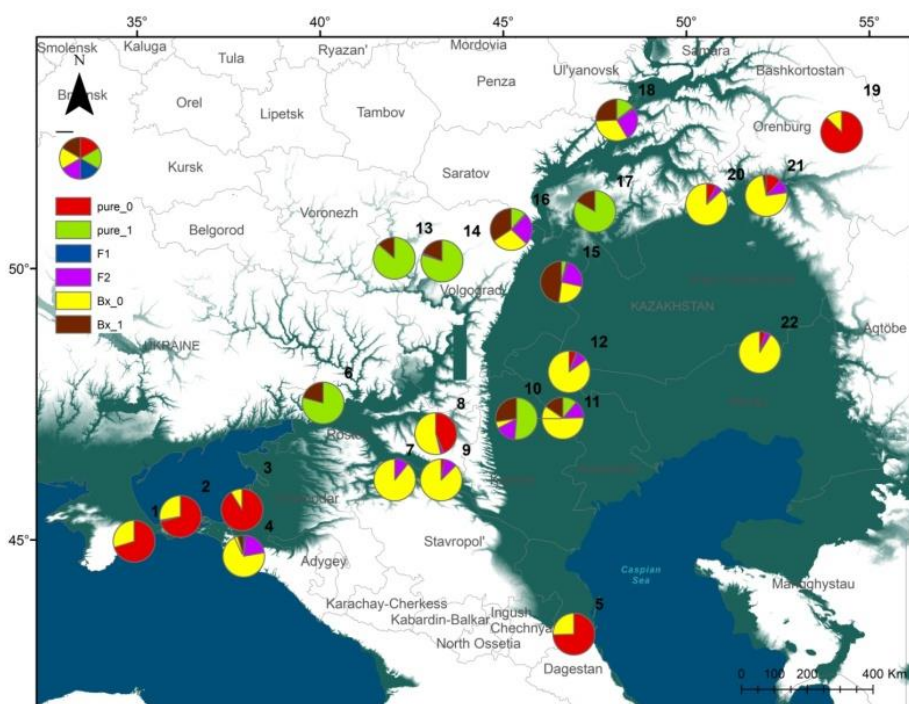 35°
40°
45°
50°
55°
Smolensk
Kaluga
Tula
Ryazan'
Mordovia
Ul'yanovsk
Samara
Bashkortostan
N
Penza
Orel
Lipetsk
Tambov
18
19
Orenburg
Kursk
Saratov
20
21
Voronezh
16
17
Belgorod
13
14
50°
50°
Volgograd
15
KAZAKHSTAN
pure_0
pure_1
F1
F2
Bx_0
Bx_1
UKRAINE
12
22
Aqtöbe
6
10
11
8
7
9
3
2
1
4
45°
45°
Stavropol'
Adygey
Caspian
Sea
Mangghystau
Karachay-Cherkess
Kabardin-Balkar
Ingush
Chechnya
North Ossetia
5
Dagestan
0 100 200 400 Km